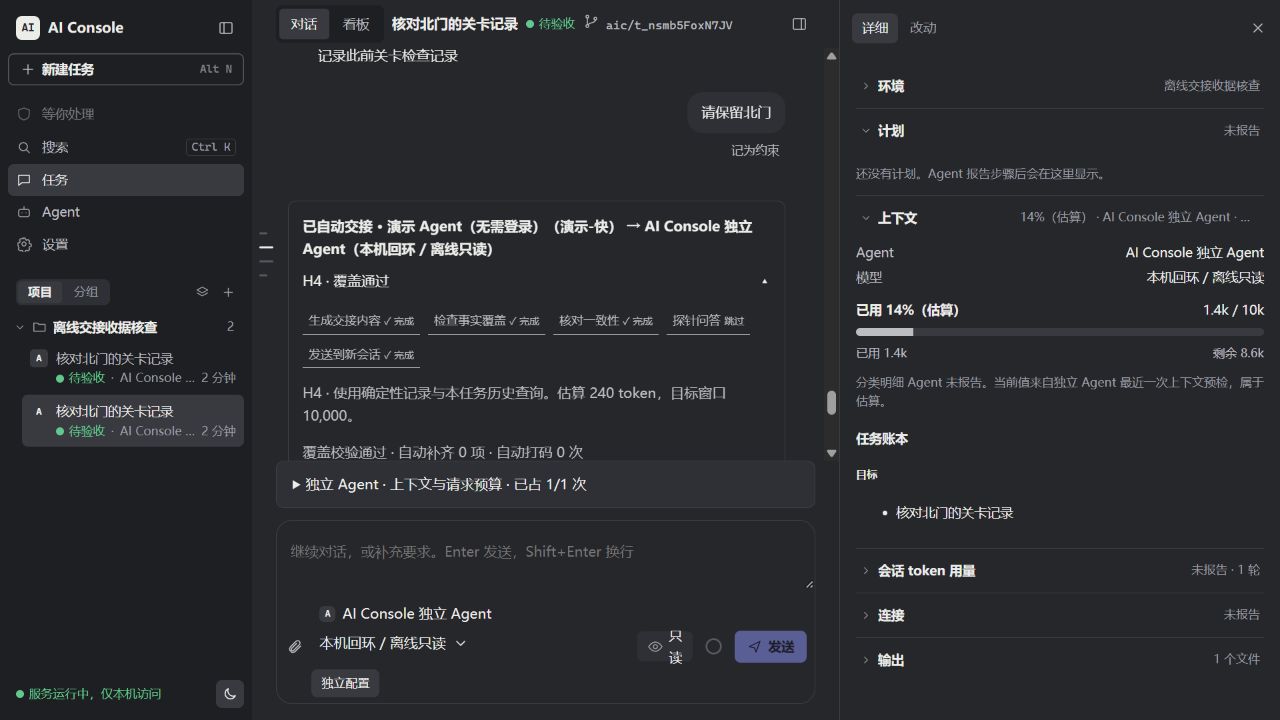 AI AI Console
新建任务 Alt N
等你处理
搜索 Ctrl K
任务
Agent
设置
项目 分组
离线交接收据核查 2
A 核对北门的关卡记录
待验收 · AI Console ... 2 分钟
A 核对北门的关卡记录
待验收 · AI Console ... 2 分钟
服务运行中，仅本机访问
对话 看板 核对北门的关卡记录 待验收 aic/t_nsmb5FoxN7JV
记录此前关卡检查记录
请保留北门
记为约束
已自动交接 · 演示 Agent（无需登录）（演示-快） → AI Console 独立
Agent（本机回环 / 离线只读）
H4 · 覆盖通过
生成交接内容 ✓ 完成 检查事实覆盖 ✓ 完成 核对一致性 ✓ 完成 探针问答 跳过
发送到新会话 ✓ 完成
H4 · 使用确定性记录与本任务历史查询。估算 240 token，目标窗口
10,000。
覆盖校验通过 · 自动补齐 0 项 · 自动打码 0 次
独立 Agent · 上下文与请求预算 · 已占 1/1 次
继续对话，或补充要求。Enter 发送，Shift+Enter 换行
A AI Console 独立 Agent
本机回环 / 离线只读
只
读
发送
独立配置
详细 改动
环境 离线交接收据核查
计划 未报告
还没有计划。Agent 报告步骤后会在这里显示。
上下文 14%（估算） · AI Console 独立 Agent · ...
Agent AI Console 独立 Agent
模型 本机回环 / 离线只读
已用 14%（估算） 1.4k / 10k
已用 1.4k 剩余 8.6k
分类明细 Agent 未报告。当前值来自独立 Agent 最近一次上下文预检，属于
估算。
任务账本
目标
• 核对北门的关卡记录
会话 token 用量 未报告 · 1 轮
连接 未报告
输出 1 个文件